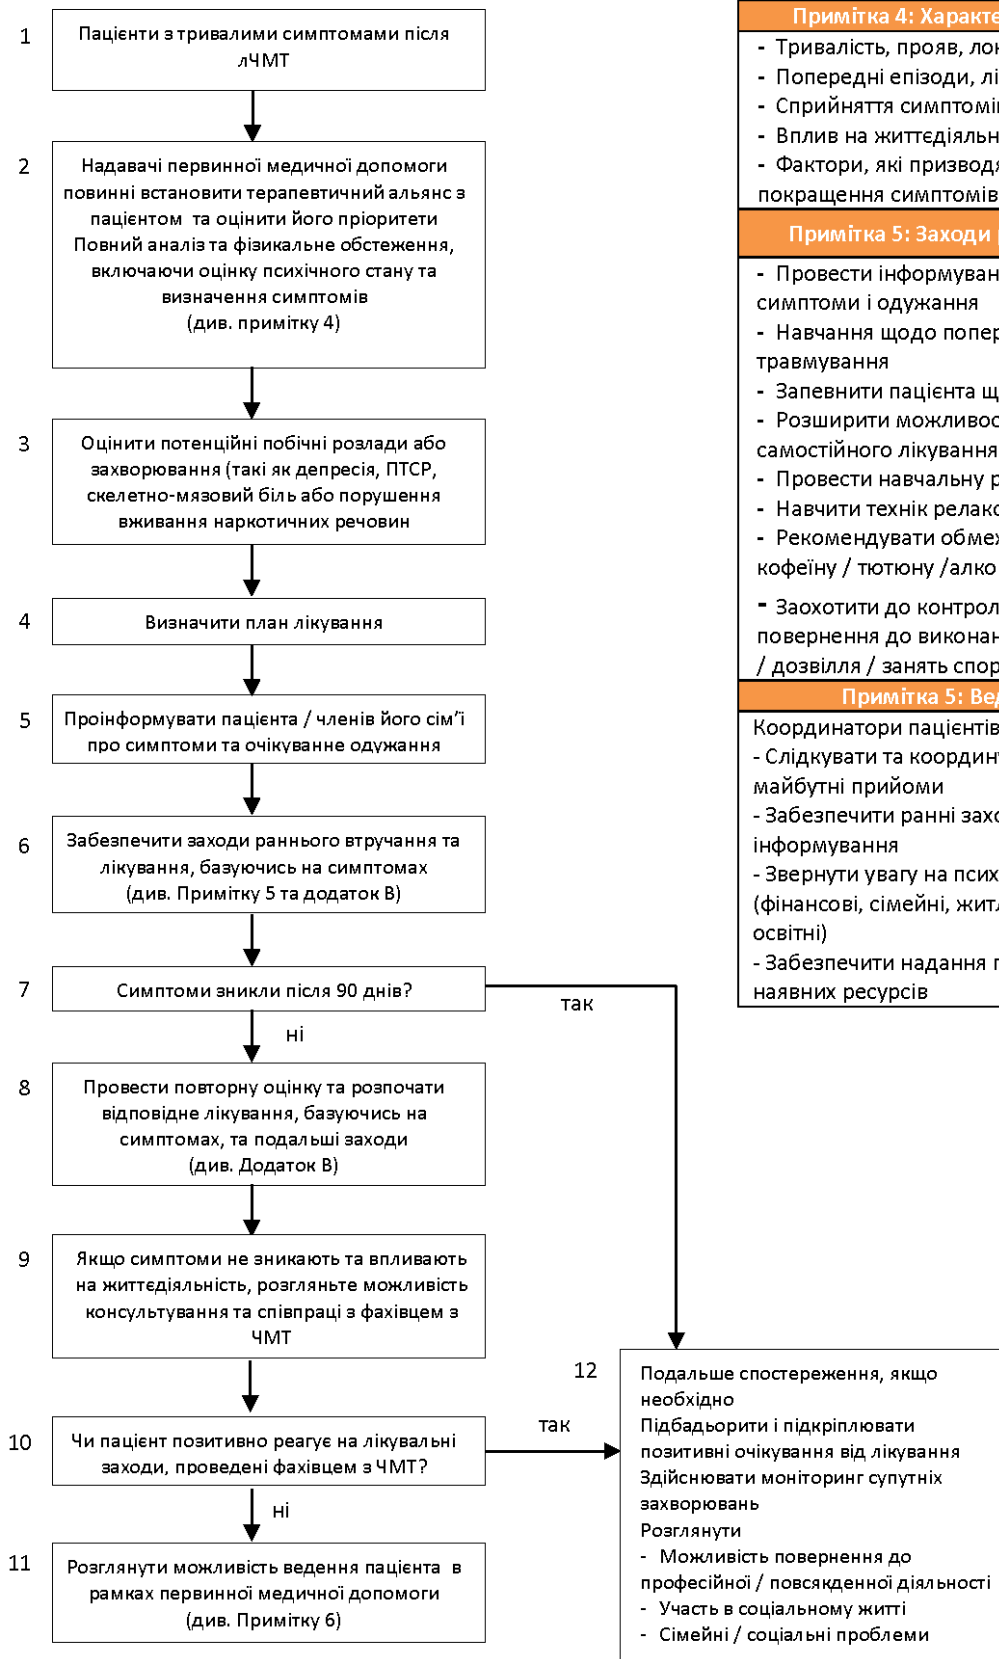 1
Пацієнти з тривалими симптомами після
лЧМТ
2
Надавачі первинної медичної допомоги
повинні встановити терапевтичний альянс з
пацієнтом та оцінити його пріоритети
Повний аналіз та фізикальне обстеження,
включаючи оцінку психічного стану та
визначення симптомів
(див. примітку 4)
3
Оцінити потенційні побічні розлади або
захворювання (такі як депресія, ПТСР,
скелетно-мязовий біль або порушення
вживання наркотичних речовин
4
Визначити план лікування
5
Проінформувати пацієнта / членів його сім’ї
про симптоми та очікуванне одужання
6
Забезпечити заходи раннього втручання та
лікування, базуючись на симптомах
(див. Примітку 5 та додаток В)
7
Симптоми зникли після 90 днів?
так
ні
8
Провести повторну оцінку та розпочати
відповідне лікування, базуючись на
симптомах, та подальші заходи
(див. Додаток В)
9
Якщо симптоми не зникають та впливають
на життєдіяльність, розгляньте можливість
консультування та співпраці з фахівцем з
ЧМТ
10
Чи пацієнт позитивно реагує на лікувальні
заходи, проведені фахівцем з ЧМТ?
так
ні
11
Розглянути можливість ведення пацієнта в
рамках первинної медичної допомоги
(див. Примітку 6)
12
Подальше спостереження, якщо
необхідно
Підбадьорити і підкріплювати
позитивні очікування від лікування
Здійснювати моніторинг супутніх
захворювань
Розглянути
- Можливість повернення до
професійної / повсякденної діяльності
- Участь в соціальному житті
- Сімейні / соціальні проблеми
Примітка 4: Характе
- Тривалість, прояв, лок
- Попередні епізоди, лі
- Сприйняття симптомі
- Вплив на життєдіяльн
- Фактори, які призводя
покращення симптомів
Примітка 5: Заходи
- Провести інформуван
симптоми і одужання
- Навчання щодо попер
травмування
- Запевнити пацієнта щ
- Розширити можливос
самостійного лікування
- Провести навчальну р
- Навчити технік релакс
- Рекомендувати обмеж
кофеїну / тютюну /алко
- Заохотити до контрол
повернення до виконан
/ дозвілля / занять спор
Примітка 5: Вед
Координатори пацієнтів
- Слідкувати та координу
майбутні прийоми
- Забезпечити ранні захо
інформування
- Звернути увагу на псих
(фінансові, сімейні, житл
освітні)
- Забезпечити надання п
наявних ресурсів